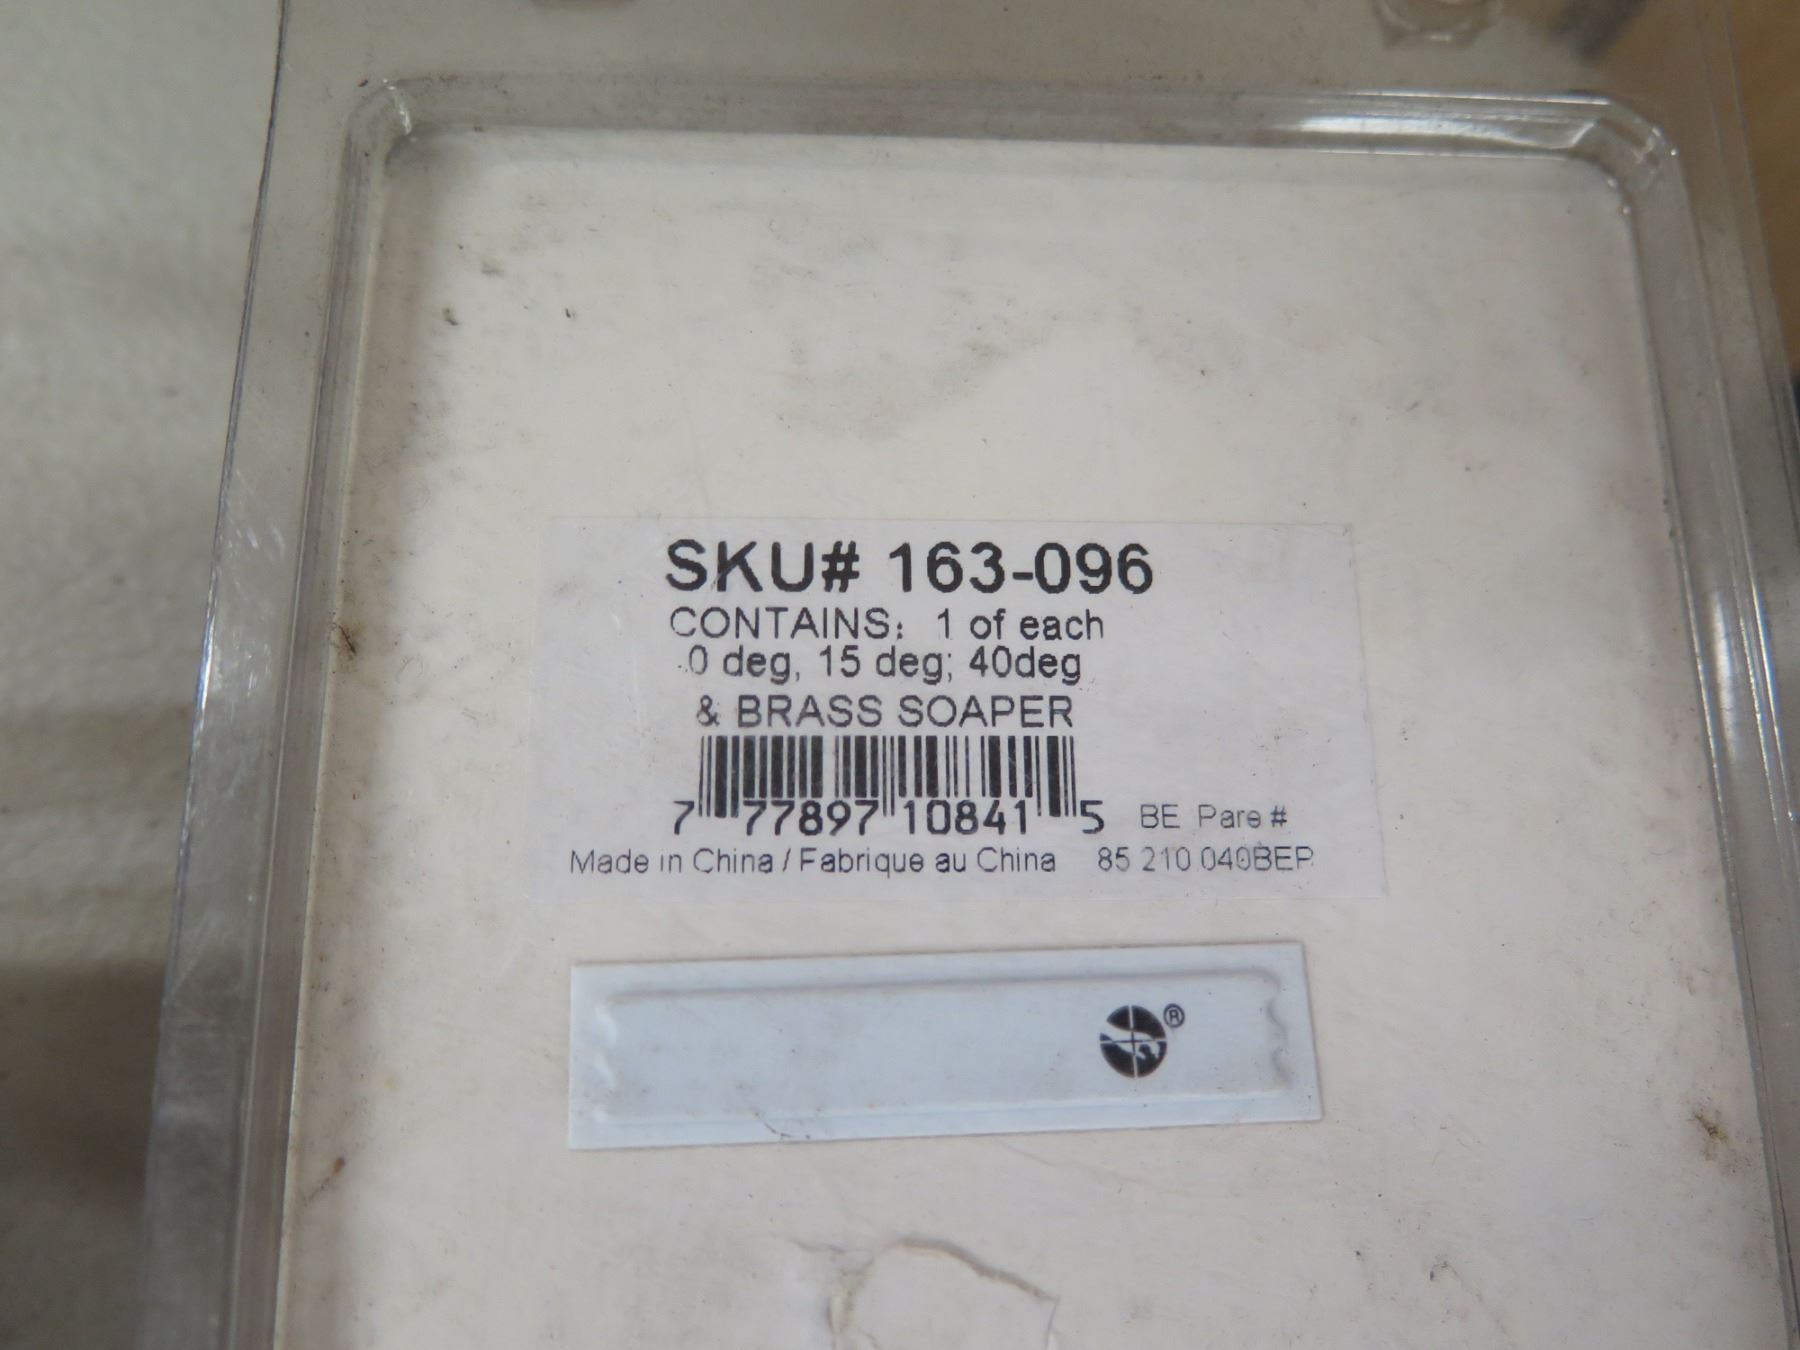 SKU# 163-096
CONTAINS: 1 of each
0 deg, 15 deg; 40deg
& BRASS SOAPER
7 77897 10841 5
BE Pare #
Made in China / Fabrique au China 85 210 040BEP
®